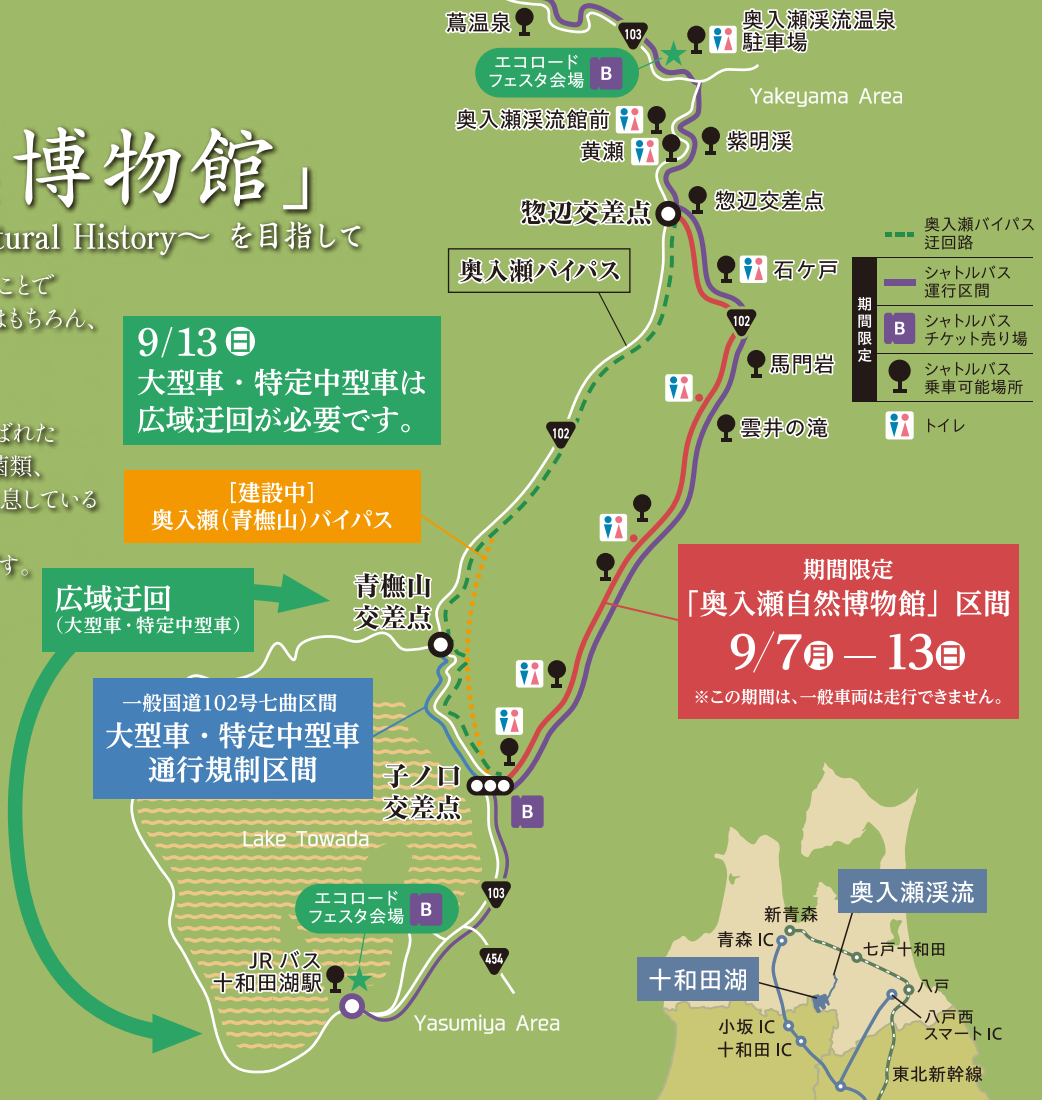 蔦温泉
103
奥入瀬渓流温泉
駐車場
エコロード
フェスタ会場
B
Yakeyama Area
奥入瀬渓流館前
黄瀬
紫明渓
博物館」
tural History～ を目指して
惣辺交差点
惣辺交差点
奥入瀬バイパス
石ケ戸
奥入瀬バイパス
迂回路
期間限定
シャトルバス
運行区間
B
シャトルバス
チケット売り場
シャトルバス
乗車可能場所
トイレ
ことで
はもちろん、
9/13日
大型車・特定中型車は
広域迂回が必要です。
102
馬門岩
雲井の滝
102
ばれた
菌類、
息している
す。
[建設中]
奥入瀬(青橅山)バイパス
広域迂回
(大型車・特定中型車)
青橅山
交差点
期間限定
「奥入瀬自然博物館」区間
9/7月 — 13日
※この期間は、一般車両は走行できません。
一般国道102号七曲区間
大型車・特定中型車
通行規制区間
子ノ口
交差点
B
Lake Towada
エコロード
フェスタ会場
B
103
454
JR バス
十和田湖駅
Yasumiya Area
奥入瀬渓流
新青森
青森 IC
七戸十和田
十和田湖
八戸
八戸西
スマート IC
小坂 IC
十和田 IC
東北新幹線